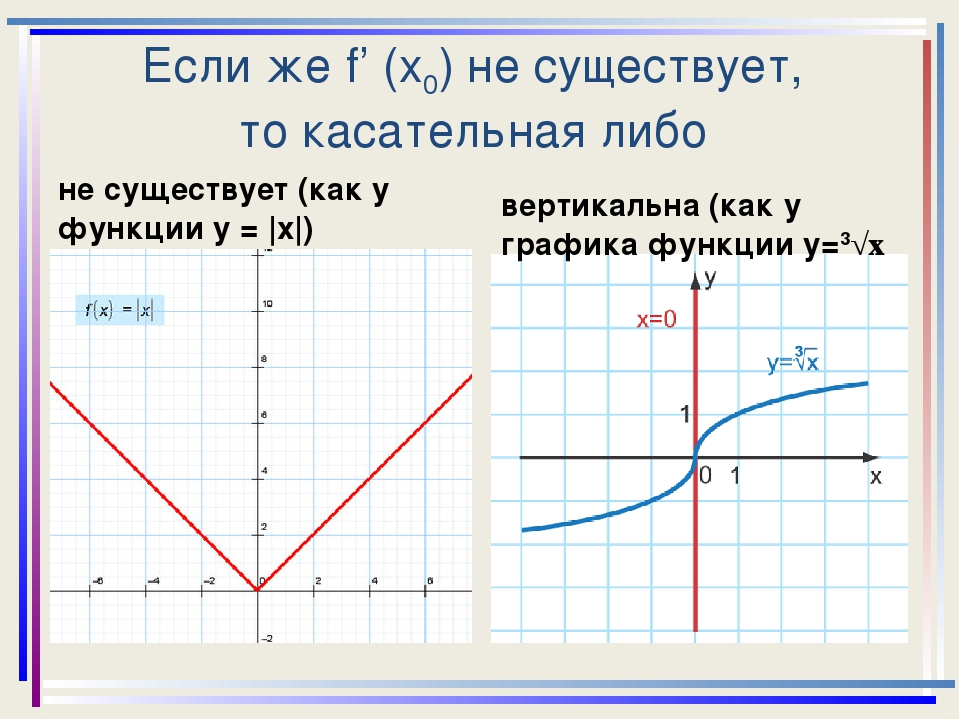 Если же f’ (x₀) не существует,
то касательная либо
не существует (как у
функции y = |x|)
вертикальна (как у
графика функции y=³√x
f(x) = |x|
10
8
6
4
2
−6 −4 −2 0 2 4 6
−2
y
x=0
y=³√x
1
0 1 x